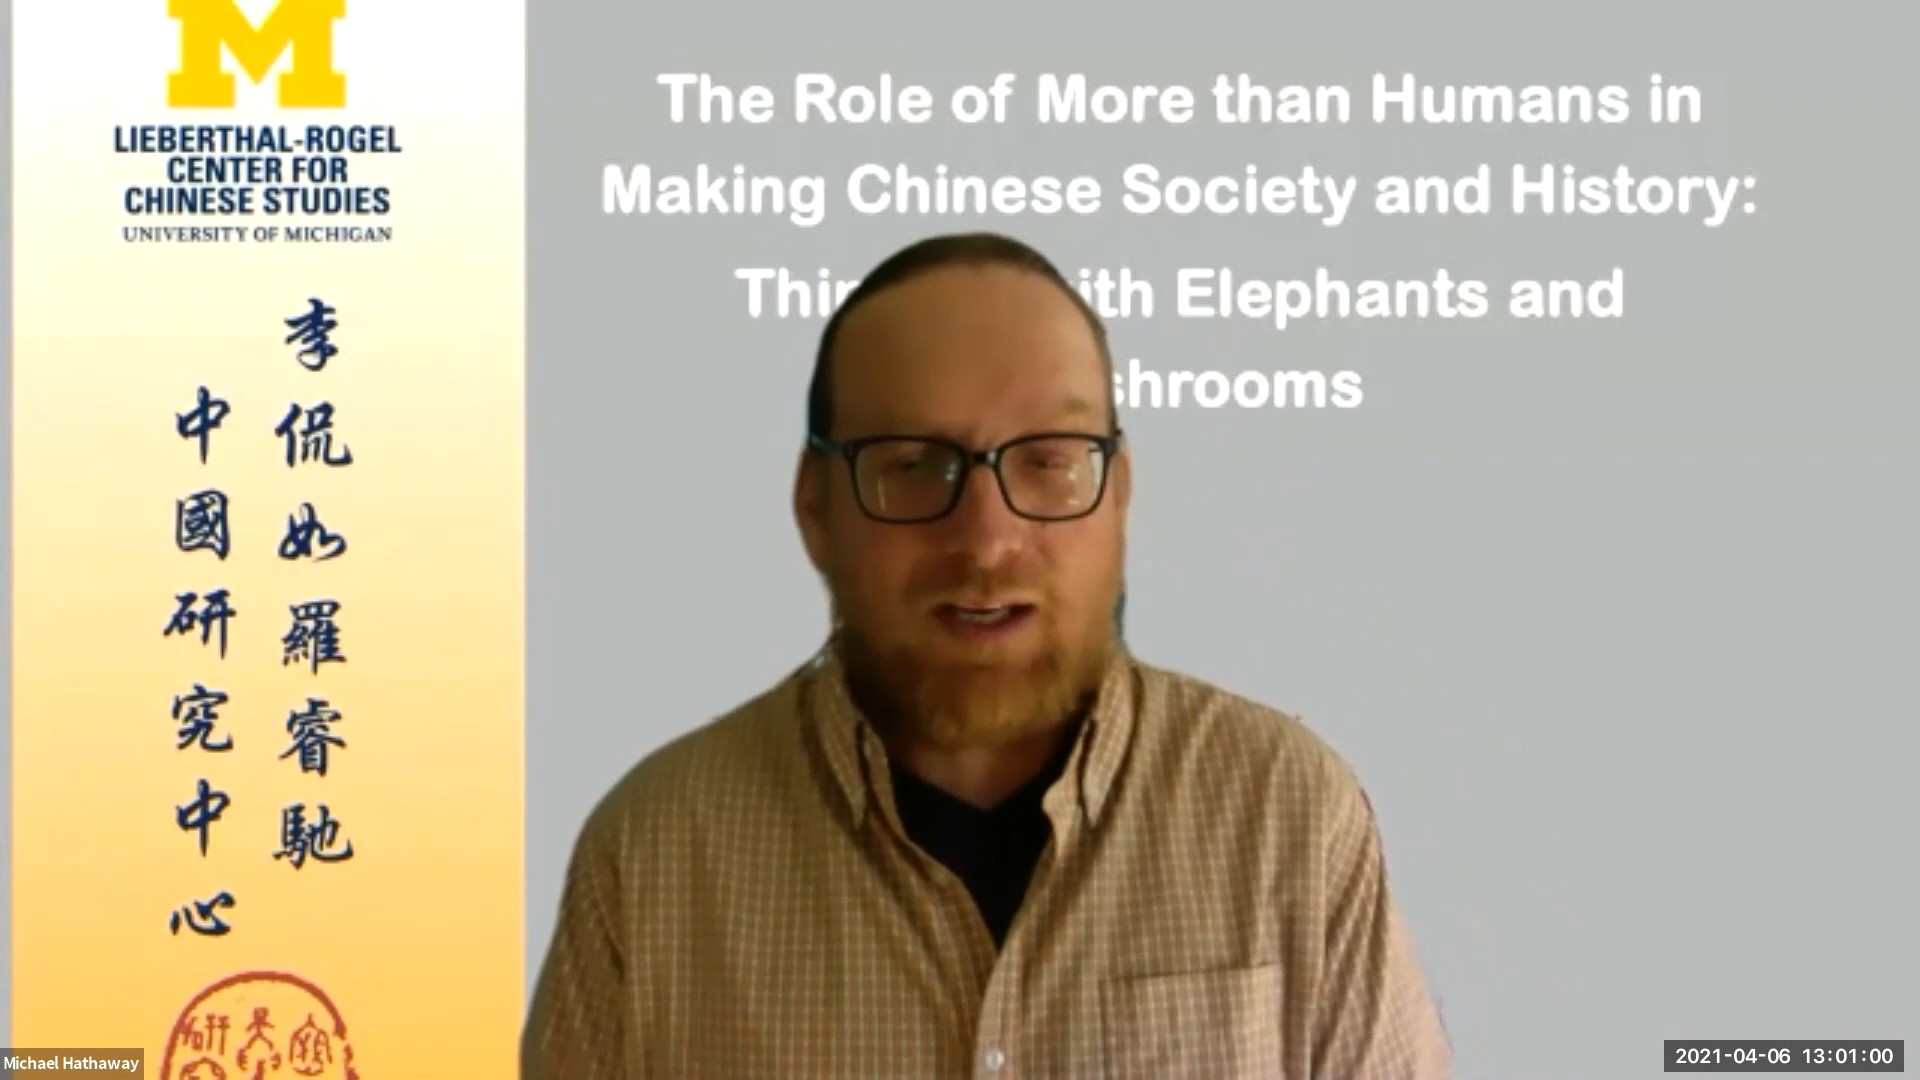 M
LIEBERTHAL-ROGEL
CENTER FOR
CHINESE STUDIES
UNIVERSITY OF MICHIGAN
李侃如羅睿馳
中國研究中心
The Role of More than Humans in
Making Chinese Society and History:
Elephants and
Michael Hathaway
2021-04-06 13:01:00